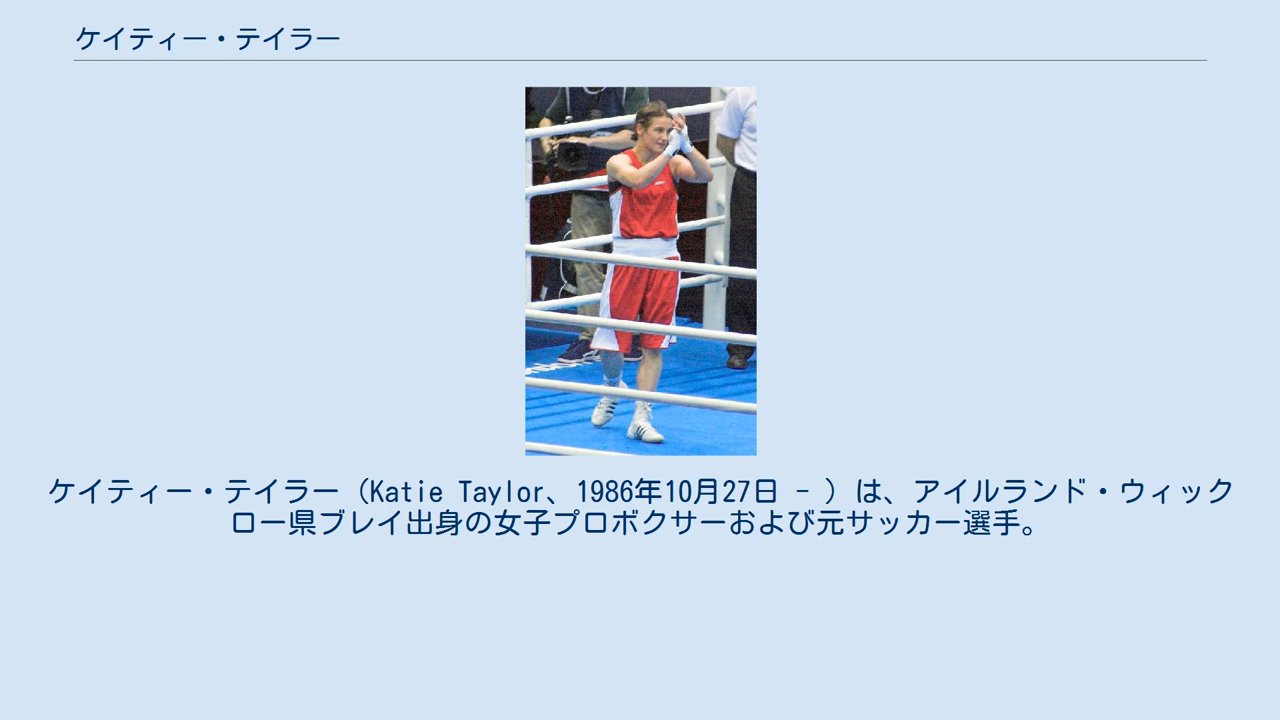 ケイティー・テイラー
ケイティー・テイラー（Katie Taylor、1986年10月27日 - ）は、アイルランド・ウィック
ロー県ブレイ出身の女子プロボクサーおよび元サッカー選手。